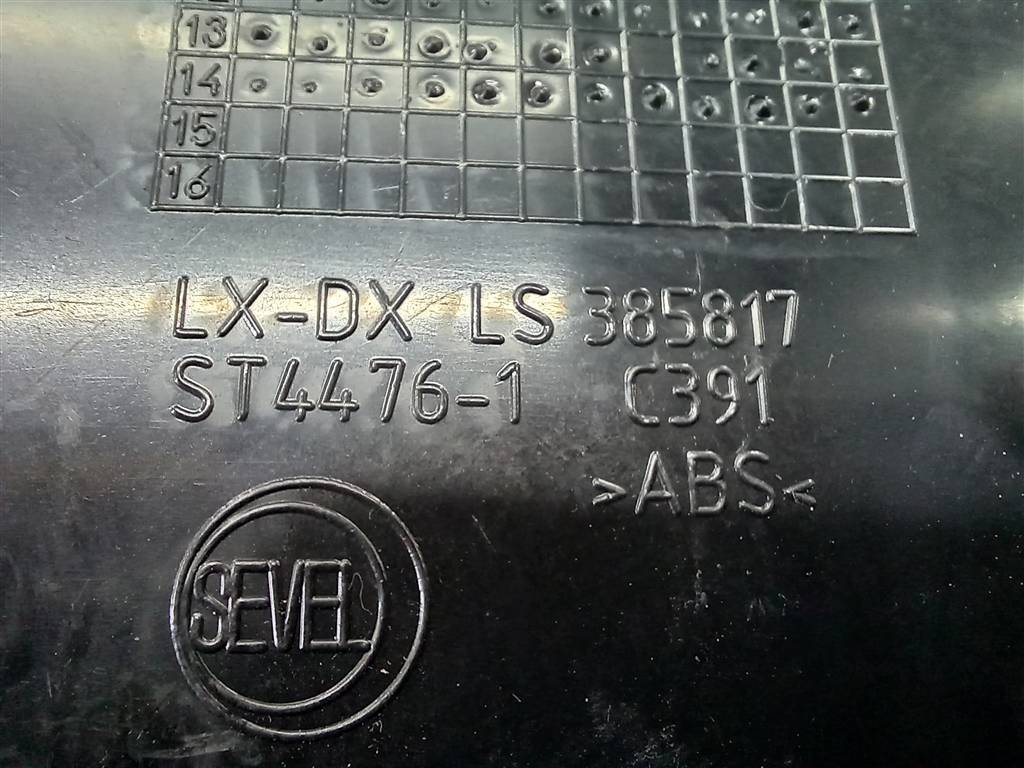 13
14
15
16
LX-DX LS 385817
ST4476-1 C391
>ABS<
SEVEL